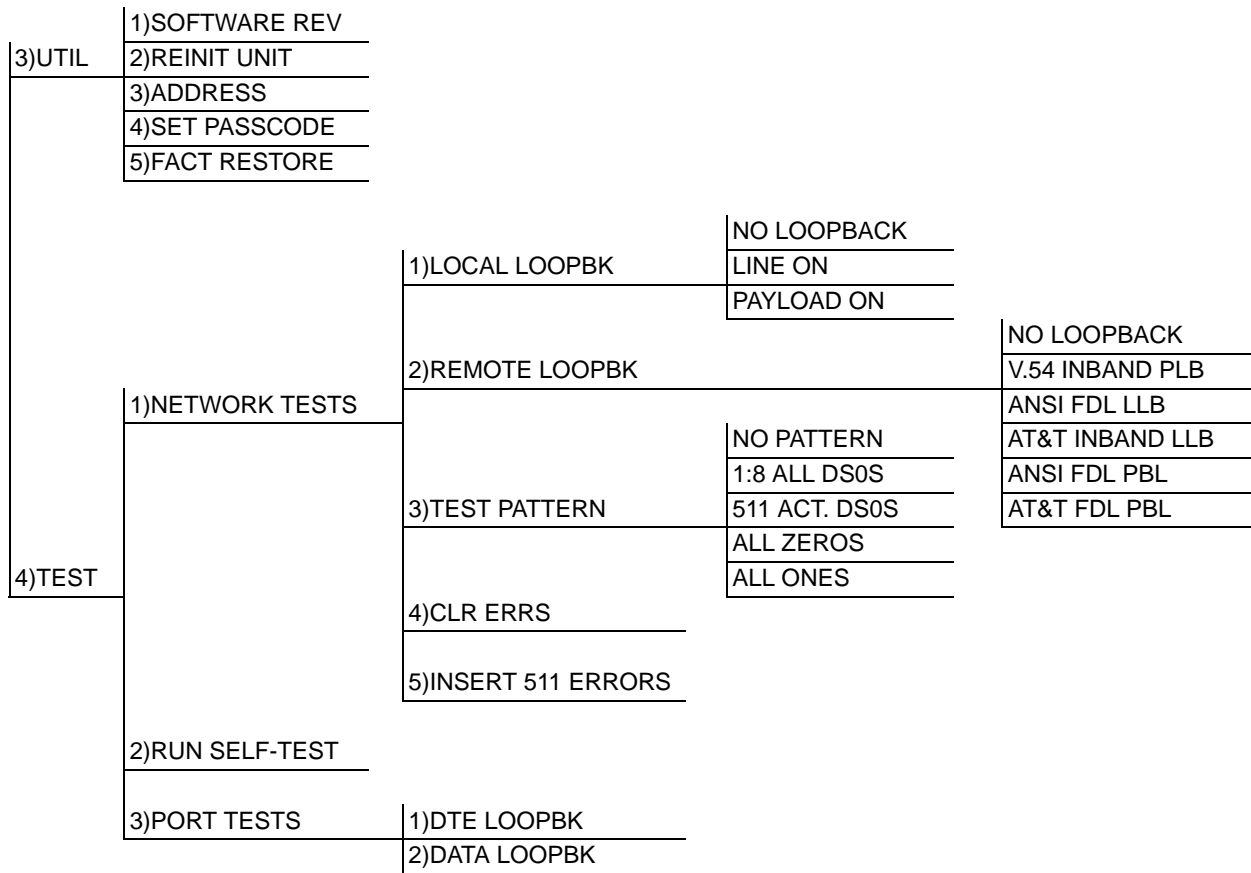 1)SOFTWARE REV
3)UTIL
2)REINIT UNIT
3)ADDRESS
4)SET PASSCODE
5)FACT RESTORE
NO LOOPBACK
1)LOCAL LOOPBK
LINE ON
PAYLOAD ON
NO LOOPBACK
2)REMOTE LOOPBK
V.54 INBAND PLB
1)NETWORK TESTS
ANSI FDL LLB
NO PATTERN
AT&T INBAND LLB
1:8 ALL DS0S
ANSI FDL PBL
3)TEST PATTERN
511 ACT. DS0S
AT&T FDL PBL
ALL ZEROS
4)TEST
ALL ONES
4)CLR ERRS
5)INSERT 511 ERRORS
2)RUN SELF-TEST
3)PORT TESTS
1)DTE LOOPBK
2)DATA LOOPBK